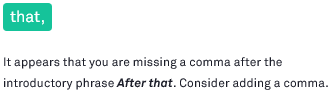 that,
It appears that you are missing a comma after the
introductory phrase After that. Consider adding a comma.